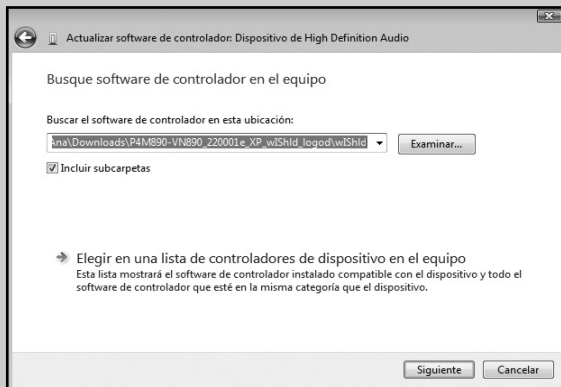 Actualizar software de controlador: Dispositivo de High Definition Audio
Busque software de controlador en el equipo
Buscar el software de controlador en esta ubicación:
Ana\Downloads\P4M890-VN890_220001e_XP_wIShld_logod\wIShld
Examinar...
Incluir subcarpetas
Elegir en una lista de controladores de dispositivo en el equipo
Esta lista mostrará el software de controlador instalado compatible con el dispositivo y todo el
software de controlador que esté en la misma categoría que el dispositivo.
Siguiente
Cancelar